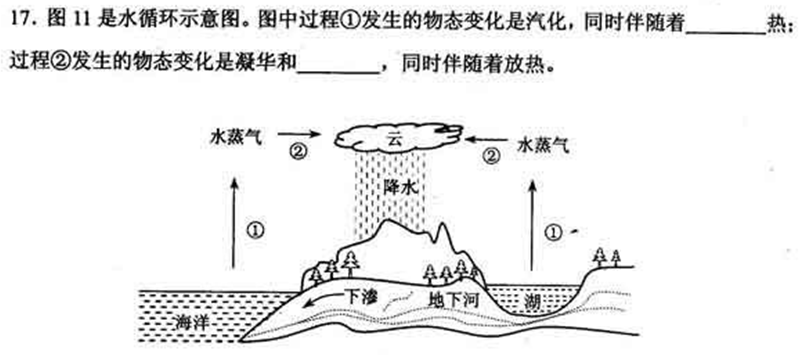 17. 图 11 是水循环示意图。图中过程①发生的物态变化是汽化，同时伴随着________热；
过程②发生的物态变化是凝华和________，同时伴随着放热。
水蒸气 ② 云 ② 水蒸气
降水
① ①
下渗 地下河 湖
海洋